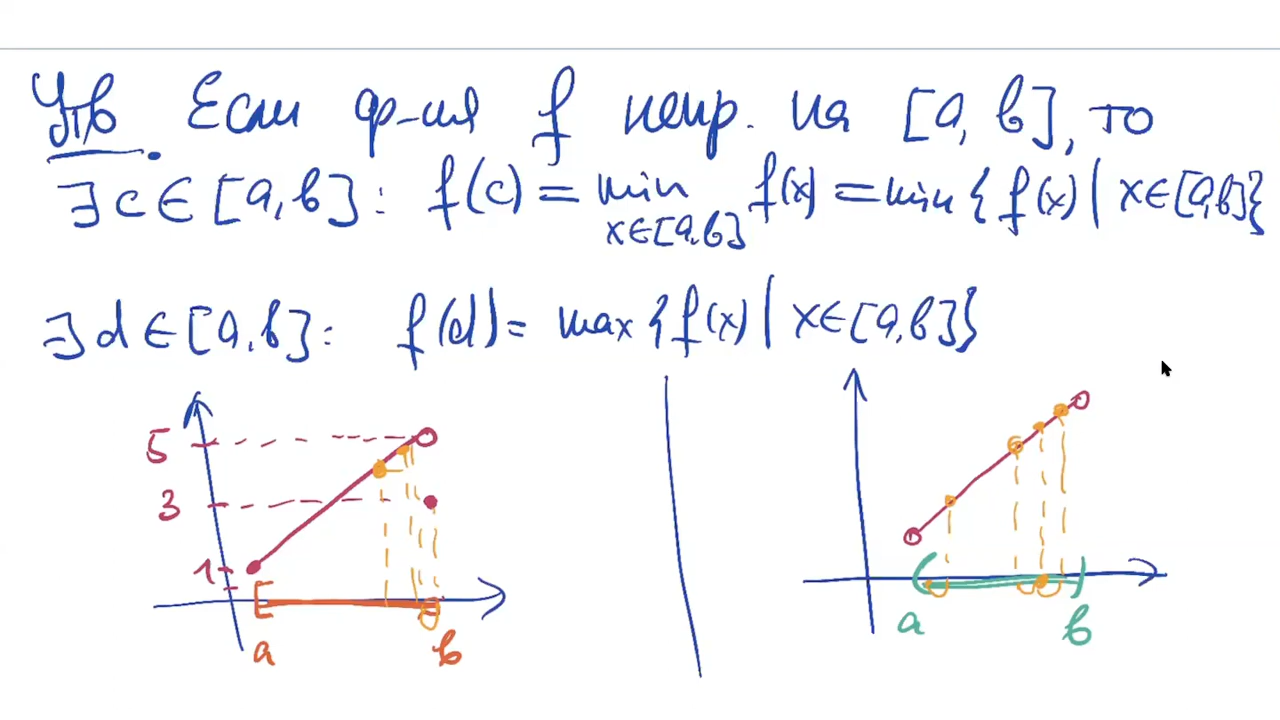 Утв. Если ф-ия f непр. на [a, b], то
∃ c ∈ [a, b]: f(c) = min f(x) = min { f(x) | x ∈ [a, b]}
x ∈ [a, b]
∃ d ∈ [a, b]: f(d) = max { f(x) | x ∈ [a, b]}
5
3
1
a b
a b